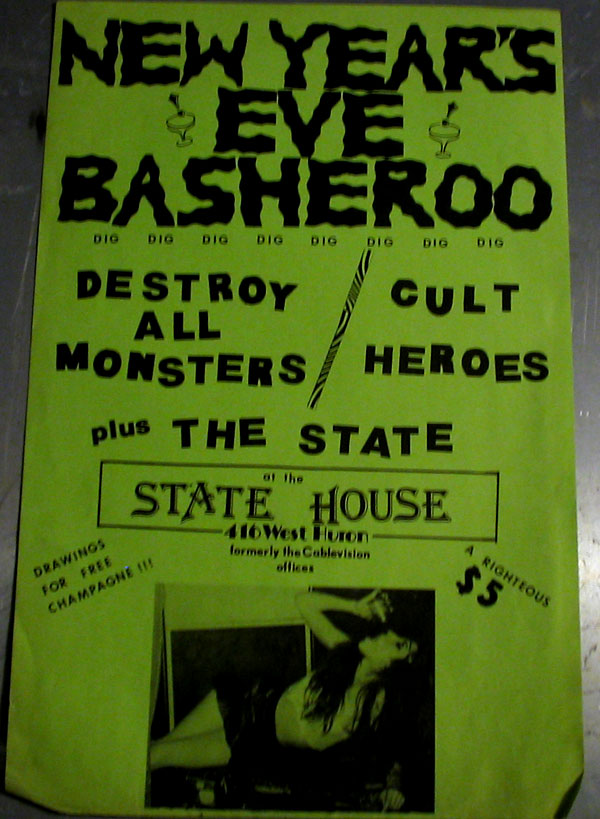 NEW YEAR'S
EVE
BASHEROO
DIG DIG DIG DIG DIG DIG DIG DIG
DESTROY
ALL
MONSTERS
CULT
HEROES
plus THE STATE
at the
STATE HOUSE
416 West Huron
formerly the Cablevision
offices
DRAWINGS
FOR FREE
CHAMPAGNE!!!
A RIGHTEOUS
$5